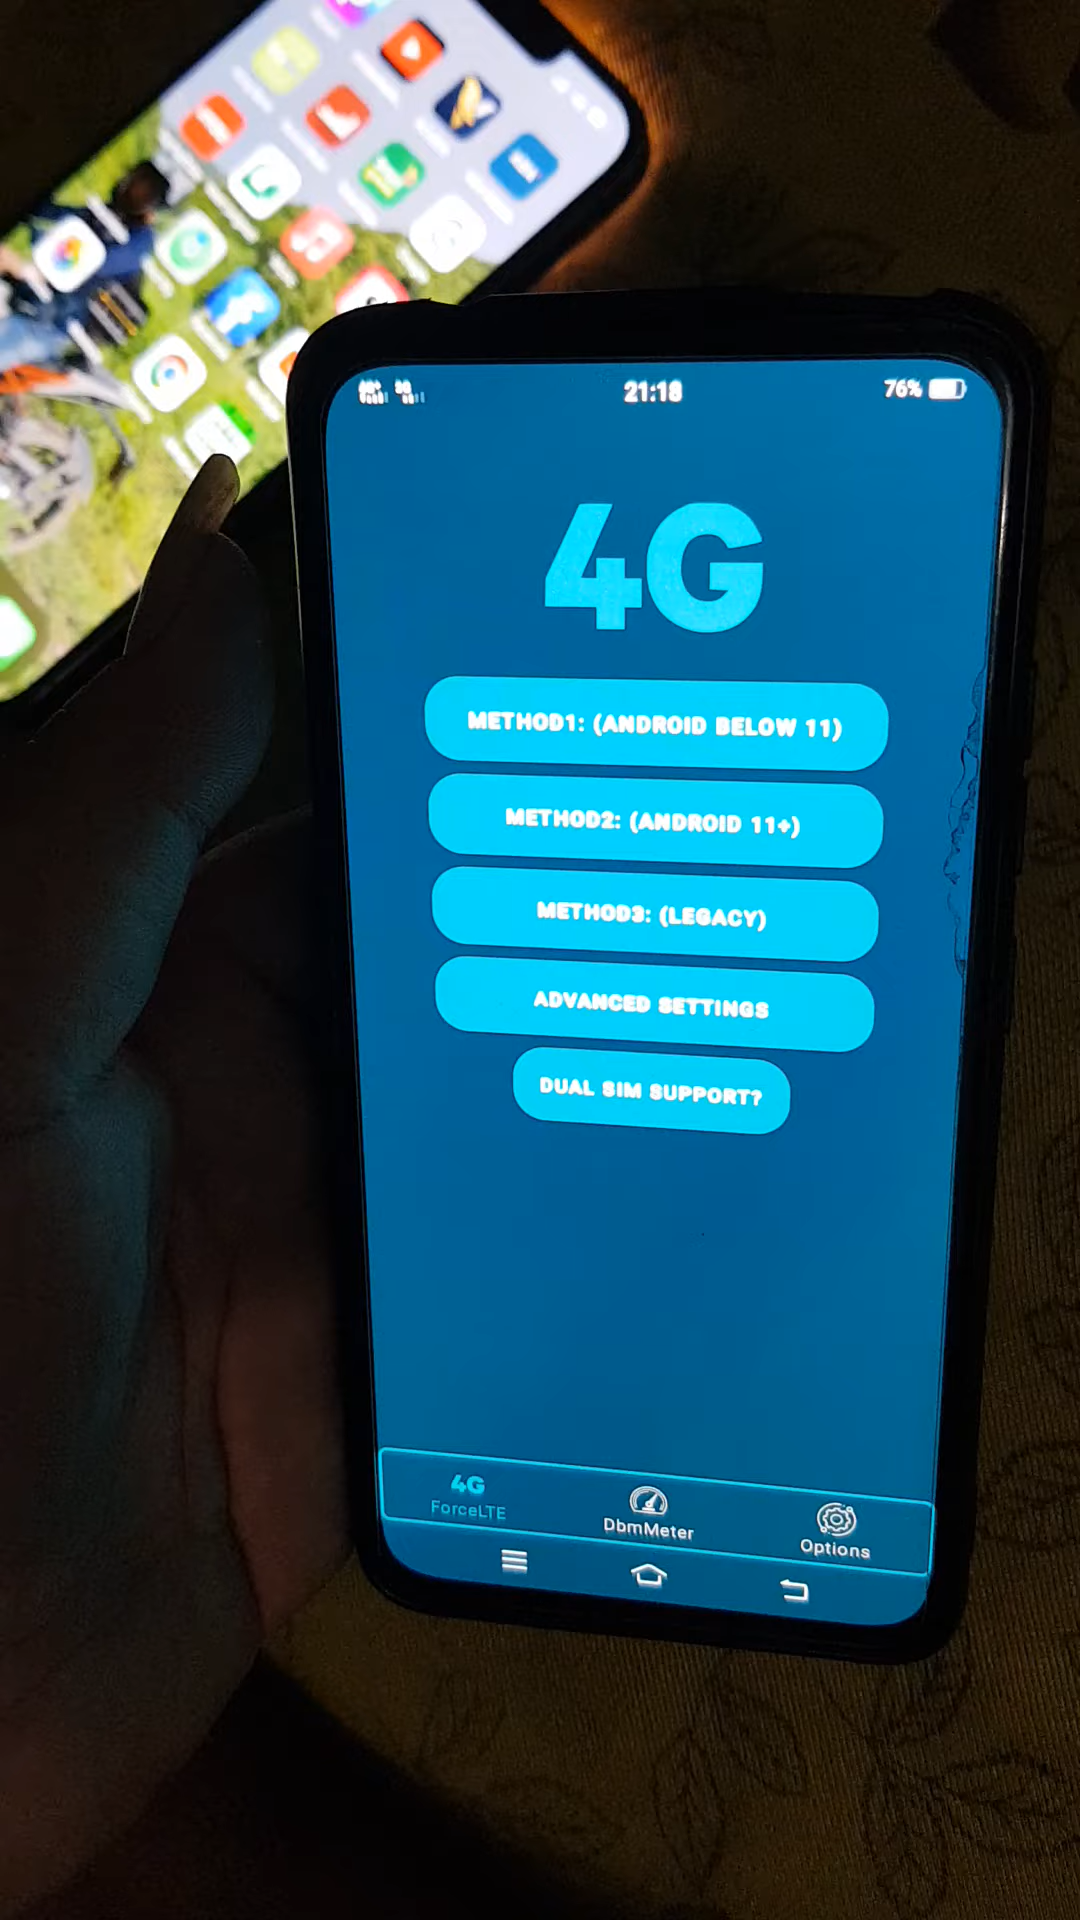 21:18
76%
4G
METHOD1: (ANDROID BELOW 11)
METHOD2: (ANDROID 11+)
METHOD3: (LEGACY)
ADVANCED SETTINGS
DUAL SIM SUPPORT?
4G
ForceLTE
DbmMeter
Options